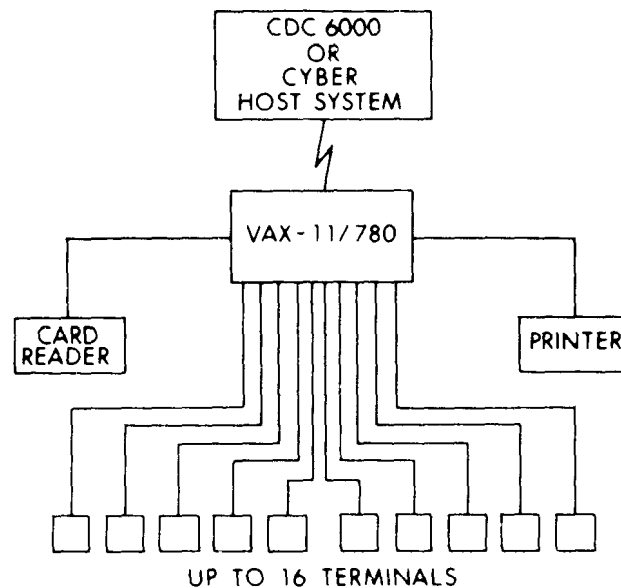 CDC 6000
OR
CYBER
HOST SYSTEM
VAX-11/780
CARD
READER
PRINTER
UP TO 16 TERMINALS